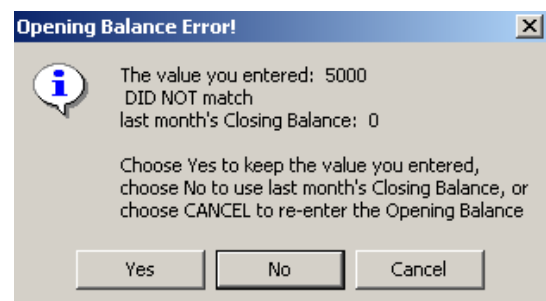 Opening Balance Error!
The value you entered: 5000
DID NOT match
last month's Closing Balance: 0
Choose Yes to keep the value you entered,
choose No to use last month's Closing Balance, or
choose CANCEL to re-enter the Opening Balance
Yes No Cancel